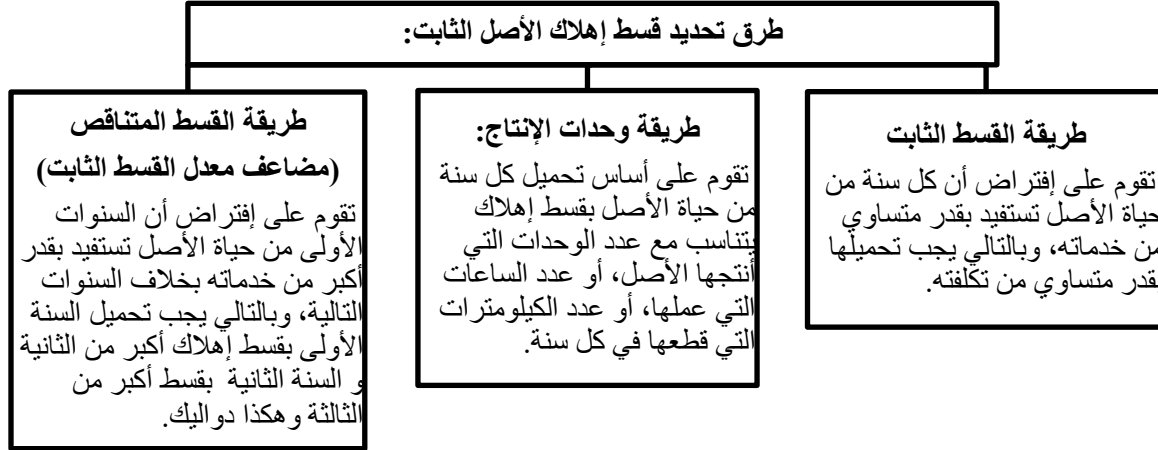 طرق تحديد قسط إهلاك الأصل الثابت:
طريقة القسط الثابت
تقوم على إفتراض أن كل سنة من
حياة الأصل تستفيد بقدر متساوي
من خدماته، وبالتالي يجب تحميلها
بقدر متساوي من تكلفته.
طريقة وحدات الإنتاج:
تقوم على أساس تحميل كل سنة
من حياة الأصل بقسط إهلاك
يتناسب مع عدد الوحدات التي
أنتجها الأصل، أو عدد الساعات
التي عملها، أو عدد الكيلومترات
التي قطعها في كل سنة.
طريقة القسط المتناقص
(مضاعف معدل القسط الثابت)
تقوم على إفتراض أن السنوات
الأولى من حياة الأصل تستفيد بقدر
أكبر من خدماته بخلاف السنوات
التالية، وبالتالي يجب تحميل السنة
الأولى بقسط إهلاك أكبر من الثانية
و السنة الثانية بقسط أكبر من
الثالثة وهكذا دواليك.